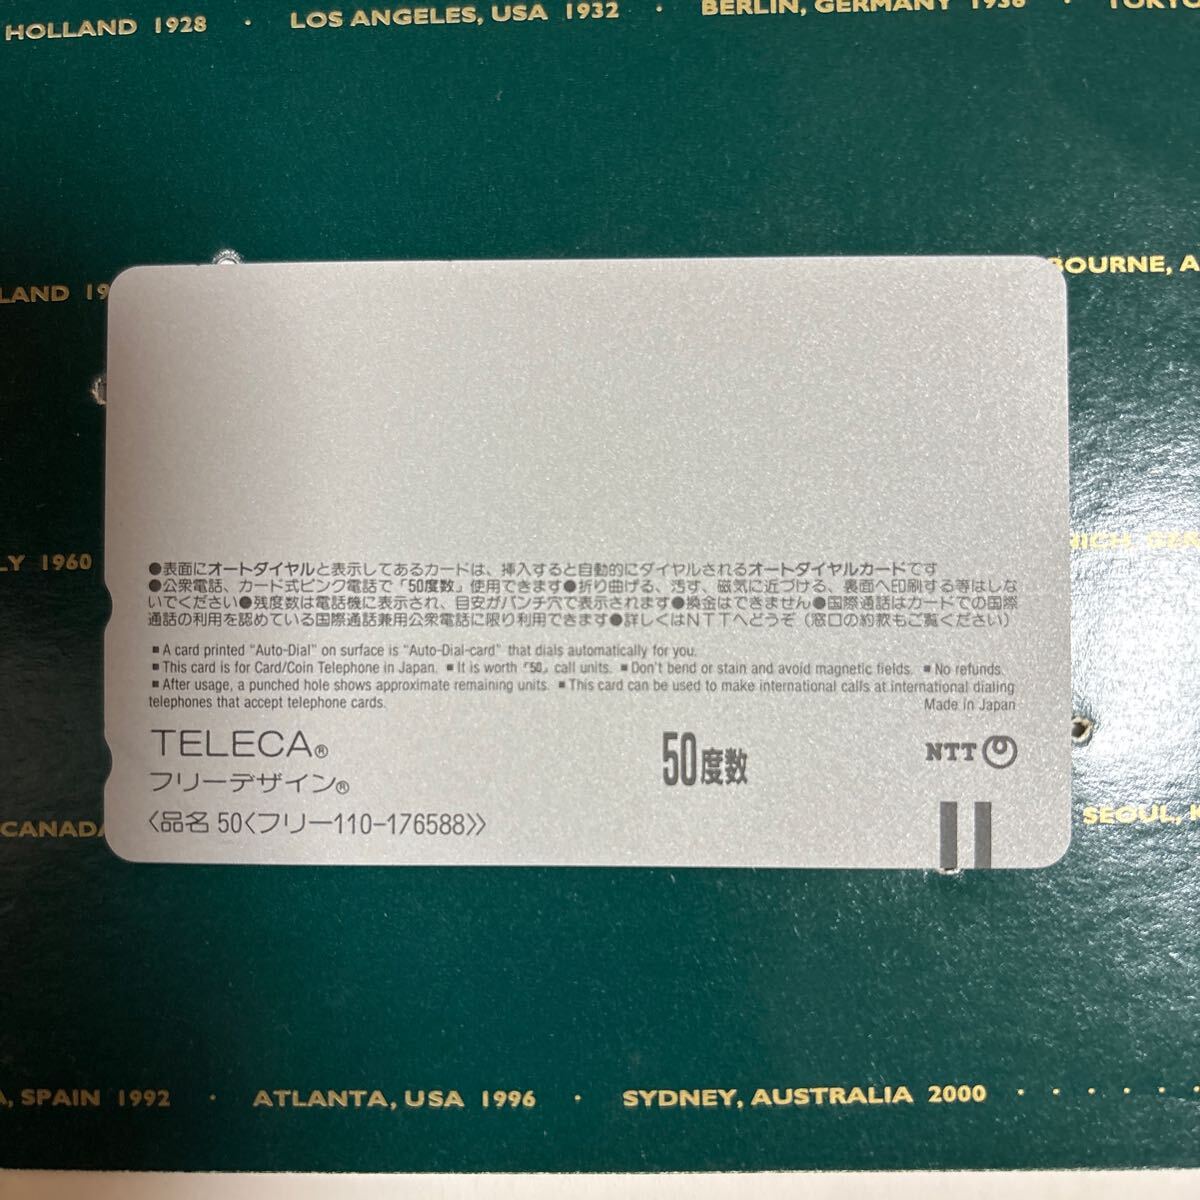 HOLLAND 1928 · LOS ANGELES, USA 1932 · BERLIN, GERMANY 1936 · TOKYO
LAND 19
BOURNE, A
LY 1960
●表面にオートダイヤルと表示してあるカードは、挿入すると自動的にダイヤルされるオートダイヤルカードです
●公衆電話、カード式ピンク電話で「50度数」使用できます●折り曲げる、汚す、磁気に近づける、裏面へ印刷する等はしな
いでください●残度数は電話機に表示され、目安がパンチ穴で表示されます●換金はできません●国際通話はカードでの国際
通話の利用を認めている国際通話兼用公衆電話に限り利用できます●詳しくはNTTへどうぞ（窓口の約款もご覧ください）
■ A card printed "Auto-Dial" on surface is "Auto-Dial-card" that dials automatically for you.
■ This card is for Card/Coin Telephone in Japan. ■ It is worth「50」call units. ■ Don't bend or stain and avoid magnetic fields. ■ No refunds.
■ After usage, a punched hole shows approximate remaining units. ■ This card can be used to make international calls at international dialing
telephones that accept telephone cards. Made in Japan
TELECA®
フリーデザイン®
50度数
NTT
〈品名 50〈フリー110-176588〉〉
CANADA
SEOUL, K
A, SPAIN 1992 · ATLANTA, USA 1996 · SYDNEY, AUSTRALIA 2000 · · · · · ·